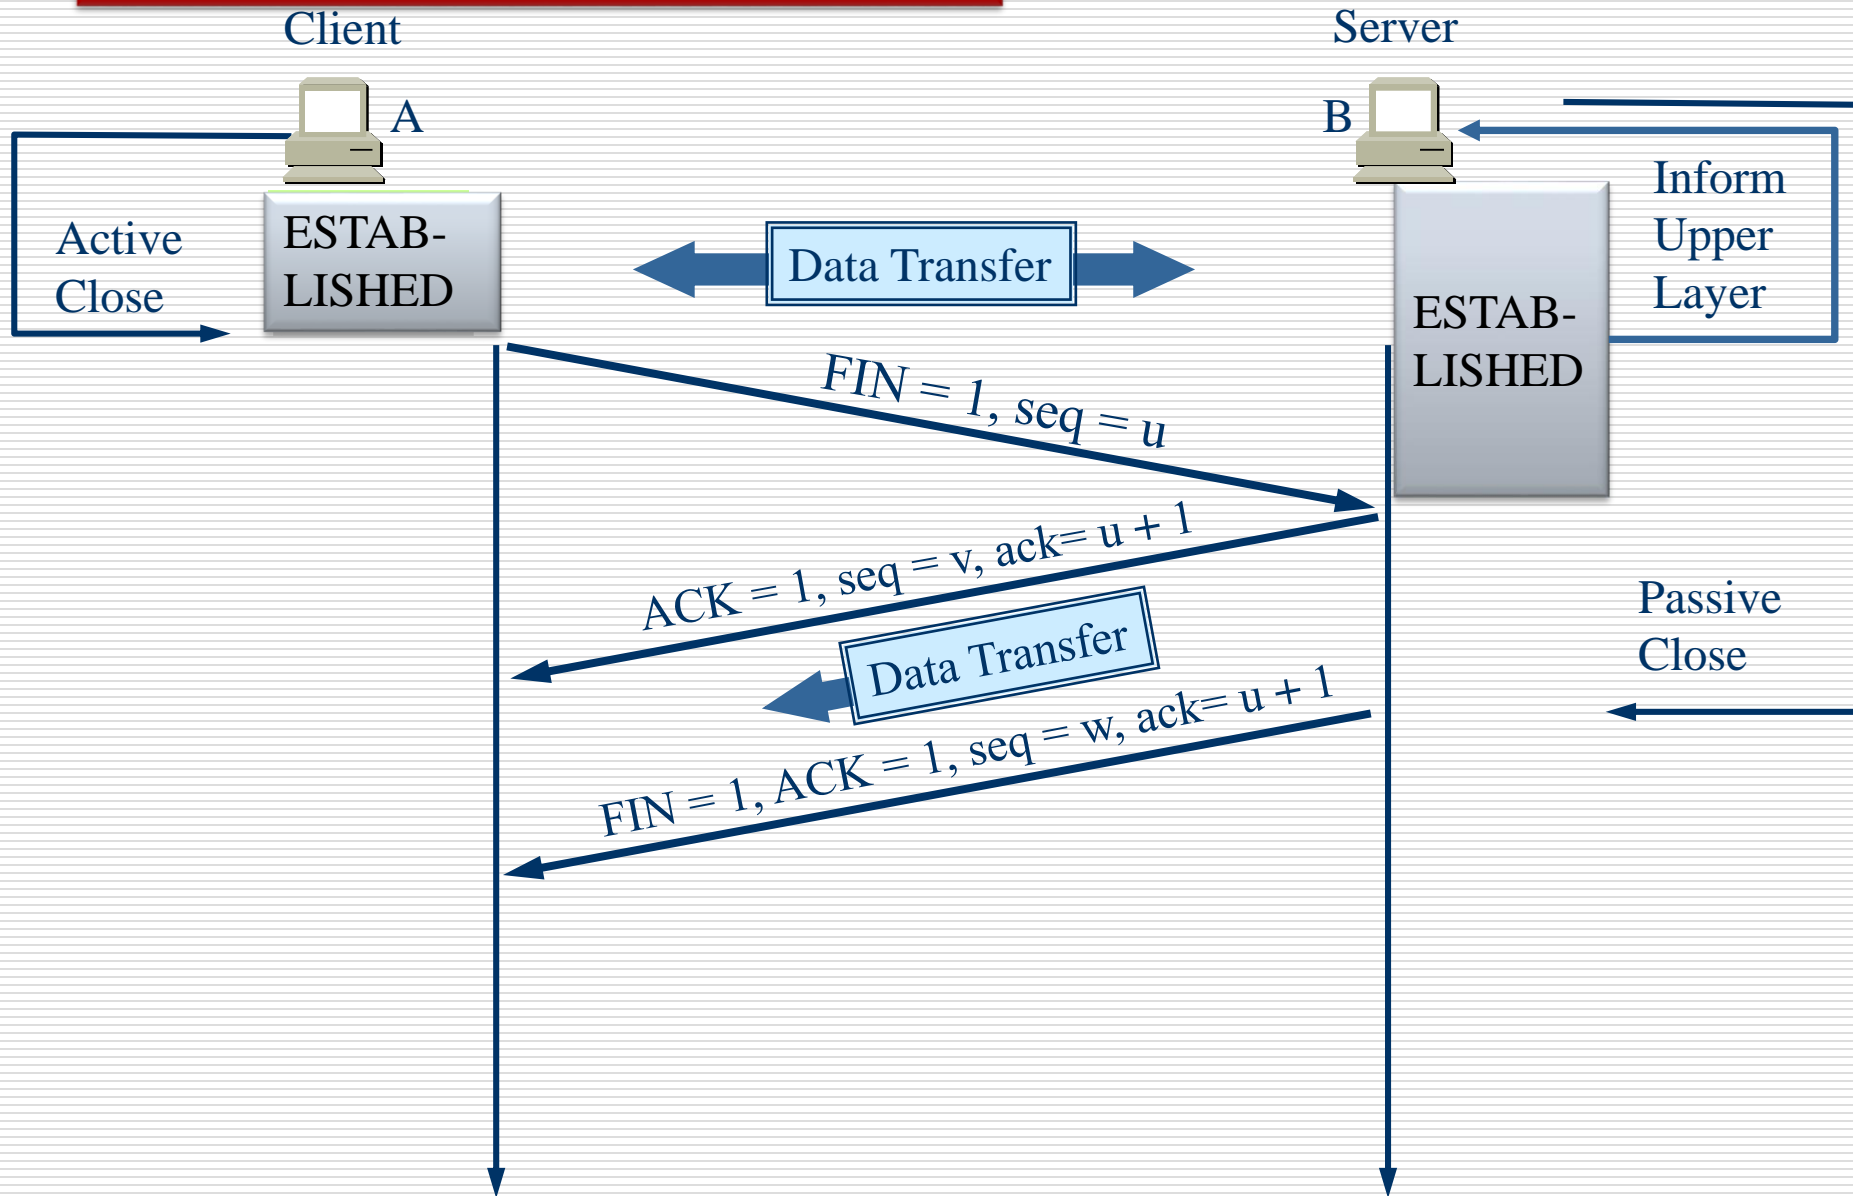 Client
Server
A
B
Active
Close
ESTAB-
LISHED
Data Transfer
ESTAB-
LISHED
Inform
Upper
Layer
FIN = 1, seq = u
ACK = 1, seq = v, ack= u + 1
Data Transfer
Passive
Close
FIN = 1, ACK = 1, seq = w, ack= u + 1